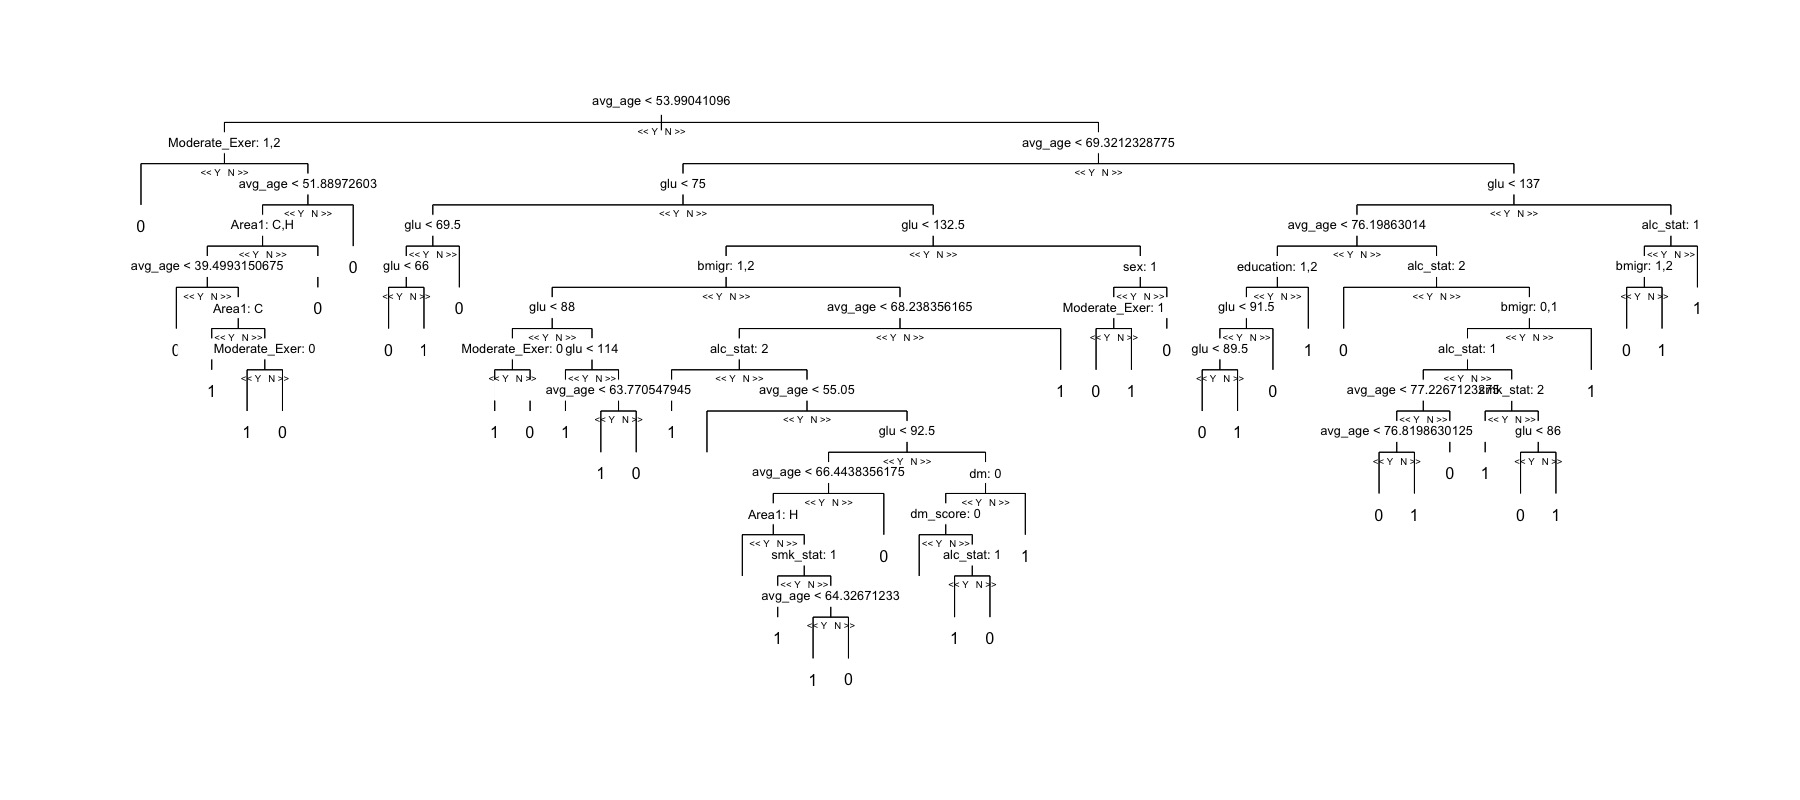 avg_age < 53.99041096
<< Y N >>
Moderate_Exer: 1,2 avg_age < 69.3212328775
<< Y N >> << Y N >>
avg_age < 51.88972603 glu < 75 glu < 137
<< Y N >> << Y N >> << Y N >>
0 Area1: C,H glu < 69.5 glu < 132.5 avg_age < 76.19863014 alc_stat: 1
<< Y N >> << Y N >> << Y N >> << Y N >> << Y N >>
avg_age < 39.4993150675 0 glu < 66 bmigr: 1,2 sex: 1 education: 1,2 alc_stat: 2 bmigr: 1,2
<< Y N >> << Y N >> << Y N >> << Y N >> << Y N >> << Y N >> << Y N >>
Area1: C 0 0 glu < 88 avg_age < 68.238356165 Moderate_Exer: 1 glu < 91.5 bmigr: 0,1 1
<< Y N >> << Y N >> << Y N >> << Y N >> << Y N >> << Y N >>
0 Moderate_Exer: 0 0 1 Moderate_Exer: 0 glu < 114 alc_stat: 2 0 glu < 89.5 1 0 alc_stat: 1 0 1
<< Y N >> << Y N >> << Y N >> << Y N >> << Y N >> << Y N >>
1 avg_age < 63.770547945 avg_age < 55.05 1 0 1 0 avg_age < 77.2267123275 smk_stat: 2 1
<< Y N >> << Y N >> << Y N >> << Y N >>
1 0 1 0 1 1 glu < 92.5 0 1 avg_age < 76.8198630125 glu < 86
<< Y N >> << Y N >> << Y N >>
1 0 avg_age < 66.4438356175 dm: 0 0 1
<< Y N >> << Y N >>
Area1: H dm_score: 0 0 1 0 1
<< Y N >> << Y N >>
smk_stat: 1 0 alc_stat: 1 1
<< Y N >> << Y N >>
avg_age < 64.32671233
<< Y N >>
1 1 0
1 0